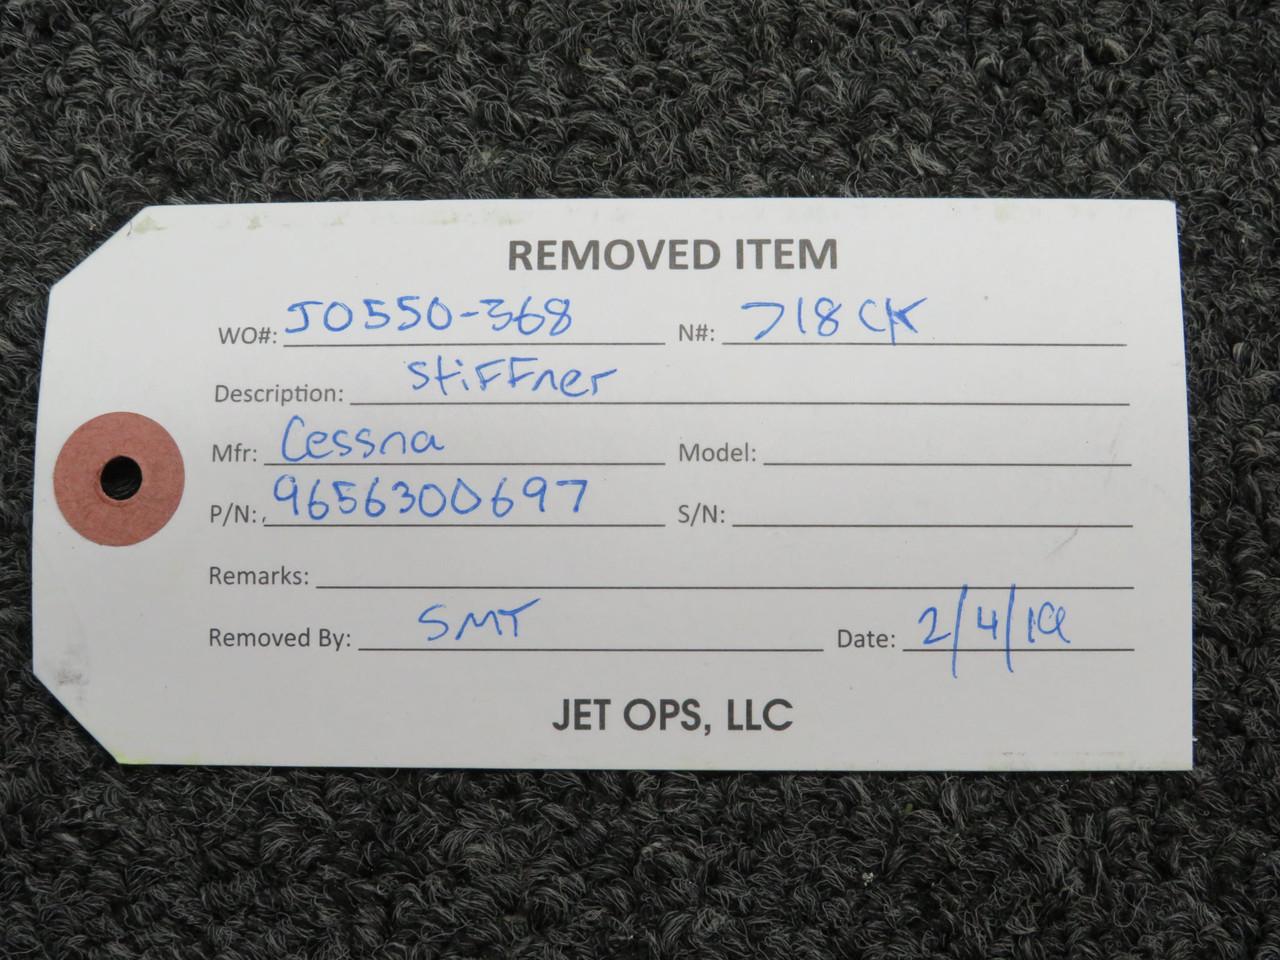 REMOVED ITEM
WO#: JO550-368 N#: 718CK
Description: Stiffner
Mfr: Cessna Model:
P/N: 9656300697 S/N:
Remarks:
Removed By: SMT Date: 2/4/19
JET OPS, LLC